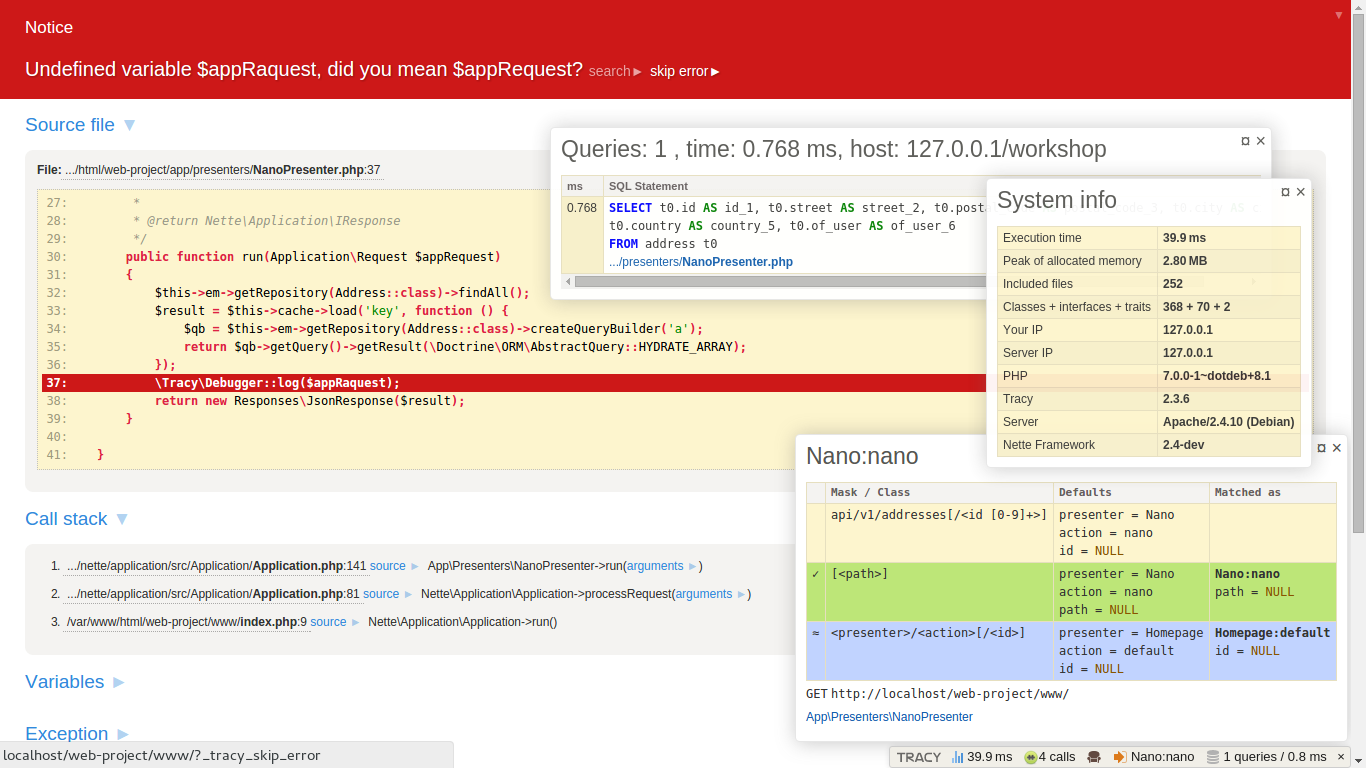 Notice
Undefined variable $appRaquest, did you mean $appRequest? search► skip error►
Source file ▼
File: .../html/web-project/app/presenters/NanoPresenter.php:37
27: *
28: * @return Nette\Application\IResponse
29: */
30: public function run(Application\Request $appRequest)
31: {
32: $this->em->getRepository(Address::class)->findAll();
33: $result = $this->cache->load('key', function () {
34: $qb = $this->em->getRepository(Address::class)->createQueryBuilder('a');
35: return $qb->getQuery()->getResult(\Doctrine\ORM\AbstractQuery::HYDRATE_ARRAY);
36: });
37: \Tracy\Debugger::log($appRaquest);
38: return new Responses\JsonResponse($result);
39: }
40:
41: }
Call stack ▼
1. .../nette/application/src/Application/Application.php:141 source ► App\Presenters\NanoPresenter->run(arguments ►)
2. .../nette/application/src/Application/Application.php:81 source ► Nette\Application\Application->processRequest(arguments ►)
3. /var/www/html/web-project/www/index.php:9 source ► Nette\Application\Application->run()
Variables ►
Exception ►
localhost/web-project/www/?_tracy_skip_error
Queries: 1 , time: 0.768 ms, host: 127.0.0.1/workshop
¤ ×
ms SQL Statement
0.768 SELECT t0.id AS id_1, t0.street AS street_2, t0.posta
t0.country AS country_5, t0.of_user AS of_user_6
FROM address t0
.../presenters/NanoPresenter.php
System info
¤ ×
Execution time 39.9 ms
Peak of allocated memory 2.80 MB
Included files 252
Classes + interfaces + traits 368 + 70 + 2
Your IP 127.0.0.1
Server IP 127.0.0.1
PHP 7.0.0-1~dotdeb+8.1
Tracy 2.3.6
Server Apache/2.4.10 (Debian)
Nette Framework 2.4-dev
Nano:nano
¤ ×
Mask / Class Defaults Matched as
api/v1/addresses[/<id [0-9]+>] presenter = Nano
action = nano
id = NULL
✓ [<path>] presenter = Nano Nano:nano
action = nano path = NULL
path = NULL
≈ <presenter>/<action>[/<id>] presenter = Homepage Homepage:default
action = default id = NULL
id = NULL
GET http://localhost/web-project/www/
App\Presenters\NanoPresenter
TRACY 39.9 ms 4 calls Nano:nano 1 queries / 0.8 ms ×